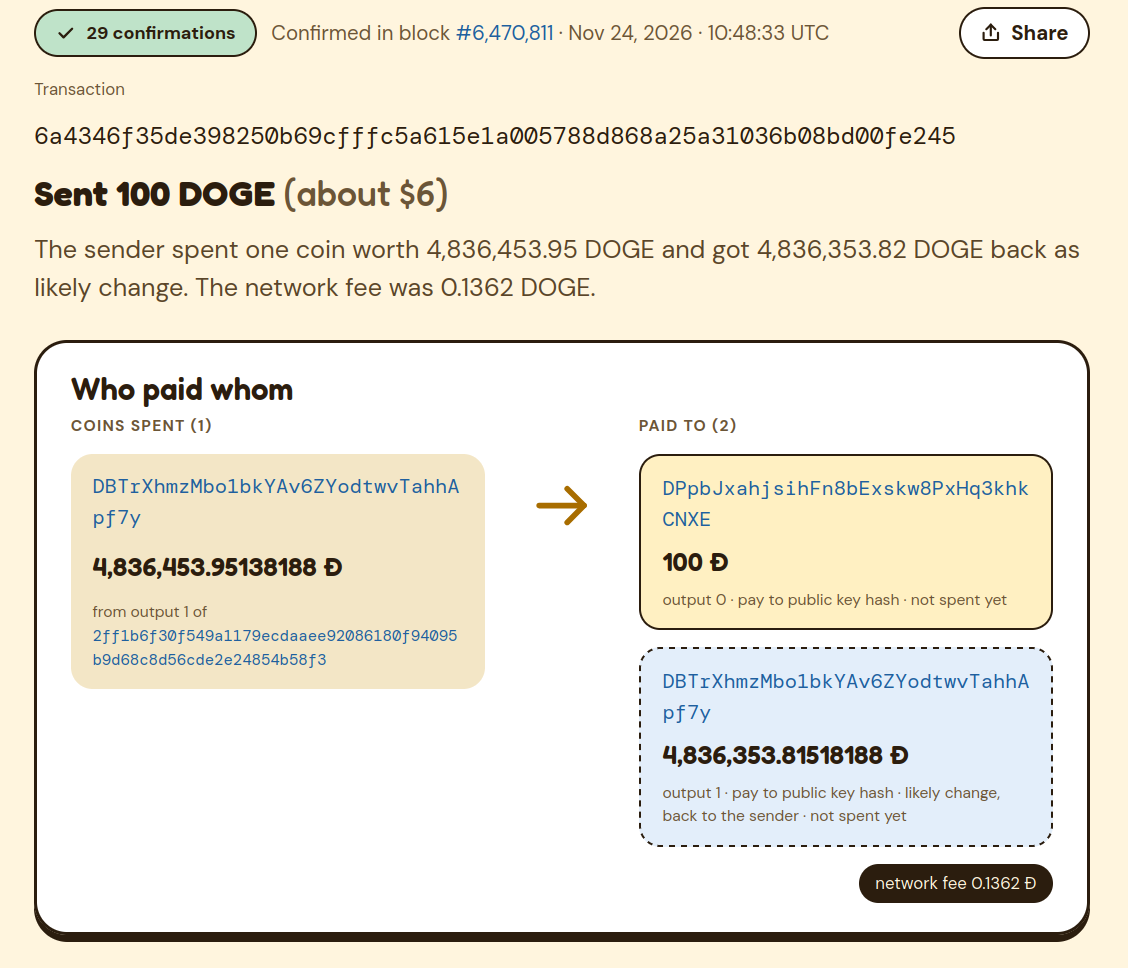 29 confirmations
Confirmed in block #6,470,811 · Nov 24, 2026 · 10:48:33 UTC
Share
Transaction
6a4346f35de398250b69cfffc5a615e1a005788d868a25a31036b08bd00fe245
Sent 100 DOGE (about $6)
The sender spent one coin worth 4,836,453.95 DOGE and got 4,836,353.82 DOGE back as
likely change. The network fee was 0.1362 DOGE.
Who paid whom
COINS SPENT (1)
DBTrXhmzMbo1bkYAv6ZYodtwvTahhA
pf7y
4,836,453.95138188 Ð
from output 1 of
2ff1b6f30f549a1179ecdaaee92086180f94095
b9d68c8d56cde2e24854b58f3
PAID TO (2)
DPpbJxahjsihFn8bExskw8PxHq3khk
CNXE
100 Ð
output 0 · pay to public key hash · not spent yet
DBTrXhmzMbo1bkYAv6ZYodtwvTahhA
pf7y
4,836,353.81518188 Ð
output 1 · pay to public key hash · likely change,
back to the sender · not spent yet
network fee 0.1362 Ð